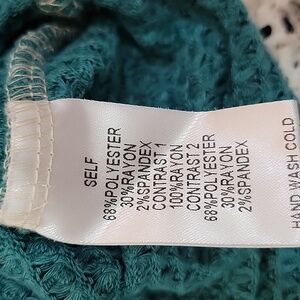 SELF
68%POLYESTER
30%RAYON
2%SPANDEX
CONTRAST 1
100%RAYON
CONTRAST 2
68%POLYESTER
30%RAYON
2%SPANDEX
HAND WASH COLD